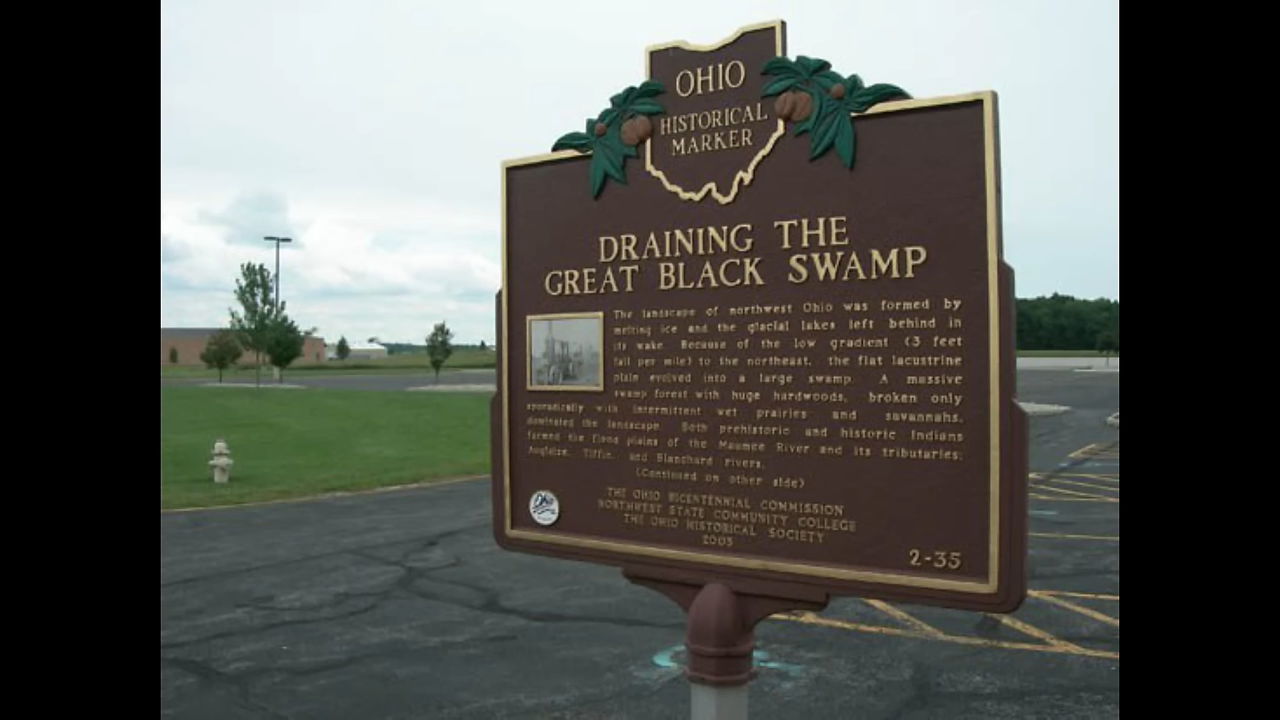 OHIO
HISTORICAL
MARKER
DRAINING THE
GREAT BLACK SWAMP
The landscape of northwest Ohio was formed by
melting ice and the glacial lakes left behind in
its wake. Because of the low gradient (3 feet
fall per mile) to the northeast, the flat lacustrine
plain evolved into a large swamp. A massive
swamp forest with huge hardwoods, broken only
sporadically with intermittent wet prairies and savannahs,
dominated the landscape. Both prehistoric and historic Indians
farmed the flood plains of the Maumee River and its tributaries;
Auglaize, Tiffin, and Blanchard rivers.
(Continued on other side)
THE OHIO BICENTENNIAL COMMISSION
NORTHWEST STATE COMMUNITY COLLEGE
THE OHIO HISTORICAL SOCIETY
2003
2-35